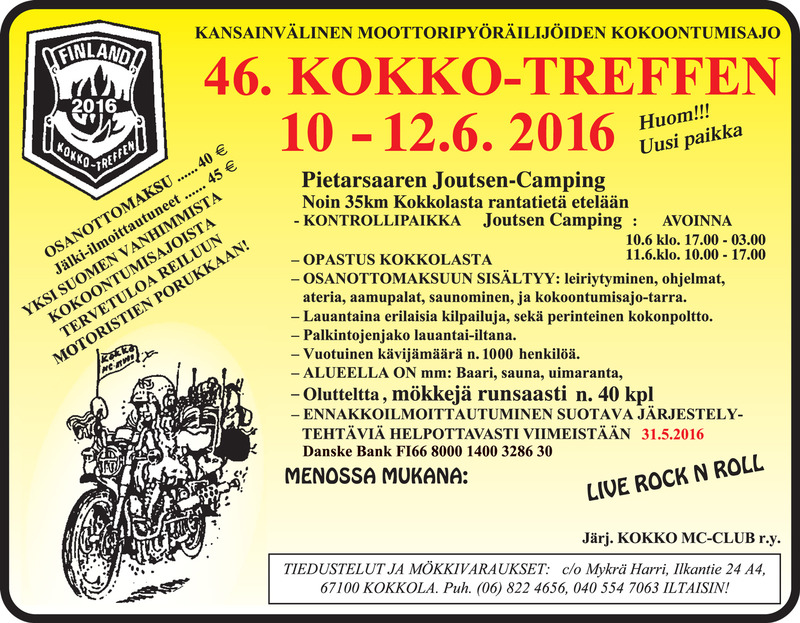 KANSAINVÄLINEN MOOTTORIPYÖRÄILIJÖIDEN KOKOONTUMISAJO
FINLAND
2016
KOKKO-TREFFEN
46. KOKKO-TREFFEN
10 - 12.6. 2016
Huom!!!
Uusi paikka
OSANOTTOMAKSU ...... 40 €
Jälki-ilmoittautuneet ...... 45 €
YKSI SUOMEN VANHIMMISTA
KOKOONTUMISAJOISTA
TERVETULOA REILUUN
MOTORISTIEN PORUKKAAN!
Pietarsaaren Joutsen-Camping
Noin 35km Kokkolasta rantatietä etelään
- KONTROLLIPAIKKA Joutsen Camping : AVOINNA
10.6 klo. 17.00 - 03.00
11.6.klo. 10.00 - 17.00
– OPASTUS KOKKOLASTA
– OSANOTTOMAKSUUN SISÄLTYY: leiriytyminen, ohjelmat,
ateria, aamupalat, saunominen, ja kokoontumisajo-tarra.
– Lauantaina erilaisia kilpailuja, sekä perinteinen kokonpoltto.
– Palkintojenjako lauantai-iltana.
– Vuotuinen kävijämäärä n. 1000 henkilöä.
– ALUEELLA ON mm: Baari, sauna, uimaranta,
– Olutteltta , mökkejä runsaasti n. 40 kpl
– ENNAKKOILMOITTAUTUMINEN SUOTAVA JÄRJESTELY-
TEHTÄVIÄ HELPOTTAVASTI VIIMEISTÄÄN 31.5.2016
Danske Bank FI66 8000 1400 3286 30
MENOSSA MUKANA:
LIVE ROCK N ROLL
KOKKO
MC-CLUB
Järj. KOKKO MC-CLUB r.y.
TIEDUSTELUT JA MÖKKIVARAUKSET: c/o Mykrä Harri, Ilkantie 24 A4,
67100 KOKKOLA. Puh. (06) 822 4656, 040 554 7063 ILTAISIN!